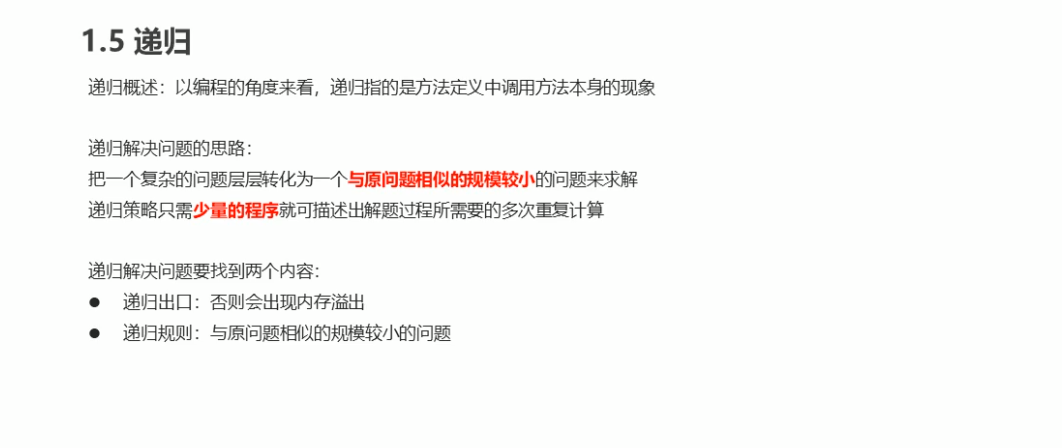 1.5 递归
递归概述：以编程的角度来看，递归指的是方法定义中调用方法本身的现象
递归解决问题的思路：
把一个复杂的问题层层转化为一个与原问题相似的规模较小的问题来求解
递归策略只需少量的程序就可描述出解题过程所需要的多次重复计算
递归解决问题要找到两个内容：
● 递归出口：否则会出现内存溢出
● 递归规则：与原问题相似的规模较小的问题